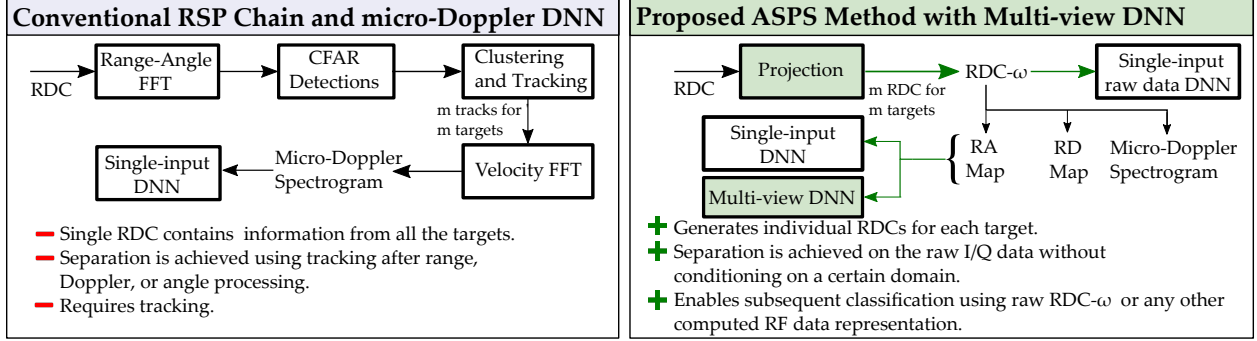 Conventional RSP Chain and micro-Doppler DNN
RDC
Range-Angle
FFT
CFAR
Detections
Clustering
and Tracking
m tracks for
m targets
Velocity FFT
Micro-Doppler
Spectrogram
Single-input
DNN
Single RDC contains information from all the targets.
Separation is achieved using tracking after range,
Doppler, or angle processing.
Requires tracking.
Proposed ASPS Method with Multi-view DNN
RDC
Projection
m RDC for
m targets
RDC-ω
Single-input
raw data DNN
RA
Map
RD
Map
Micro-Doppler
Spectrogram
Single-input
DNN
Multi-view DNN
Generates individual RDCs for each target.
Separation is achieved on the raw I/Q data without
conditioning on a certain domain.
Enables subsequent classification using raw RDC-ω or any other
computed RF data representation.